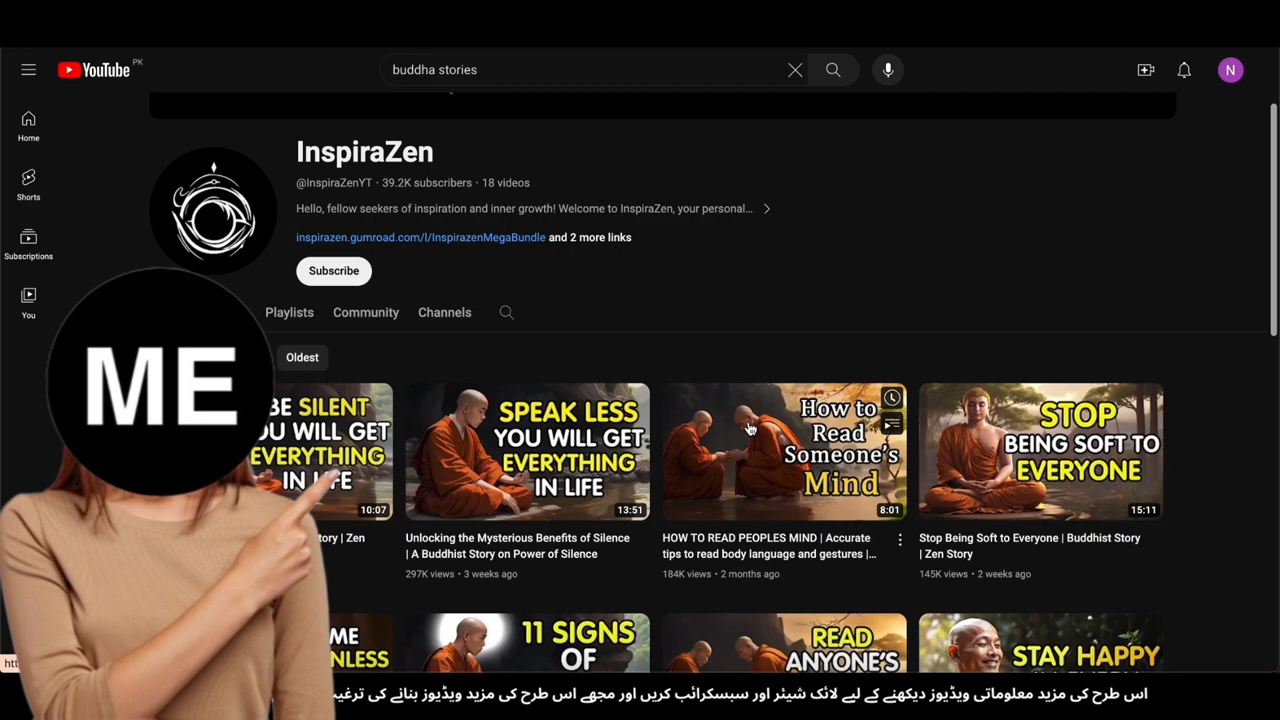 YouTube PK
buddha stories
N
Home
Shorts
Subscriptions
You
InspiraZen
@InspiraZenYT · 39.2K subscribers · 18 videos
Hello, fellow seekers of inspiration and inner growth! Welcome to InspiraZen, your personal...
inspirazen.gumroad.com/l/InspirazenMegaBundle and 2 more links
Subscribe
Playlists Community Channels
Oldest
ME
BE SILENT
YOU WILL GET
EVERYTHING
IN LIFE
10:07
SPEAK LESS
YOU WILL GET
EVERYTHING
IN LIFE
13:51
How to
Read
Someone's
Mind
8:01
STOP
BEING SOFT TO
EVERYONE
15:11
| Zen
Unlocking the Mysterious Benefits of Silence
| A Buddhist Story on Power of Silence
297K views · 3 weeks ago
HOW TO READ PEOPLES MIND | Accurate
tips to read body language and gestures |...
184K views · 2 months ago
Stop Being Soft to Everyone | Buddhist Story
| Zen Story
145K views · 2 weeks ago
11 SIGNS
OF
READ
ANYONE'S
STAY HAPPY
اس طرح کی مزید معلوماتی ویڈیوز دیکھنے کے لیے لائک شیئر اور سبسکرائب کریں اور مجھے اس طرح کی مزید ویڈیوز بنانے کی